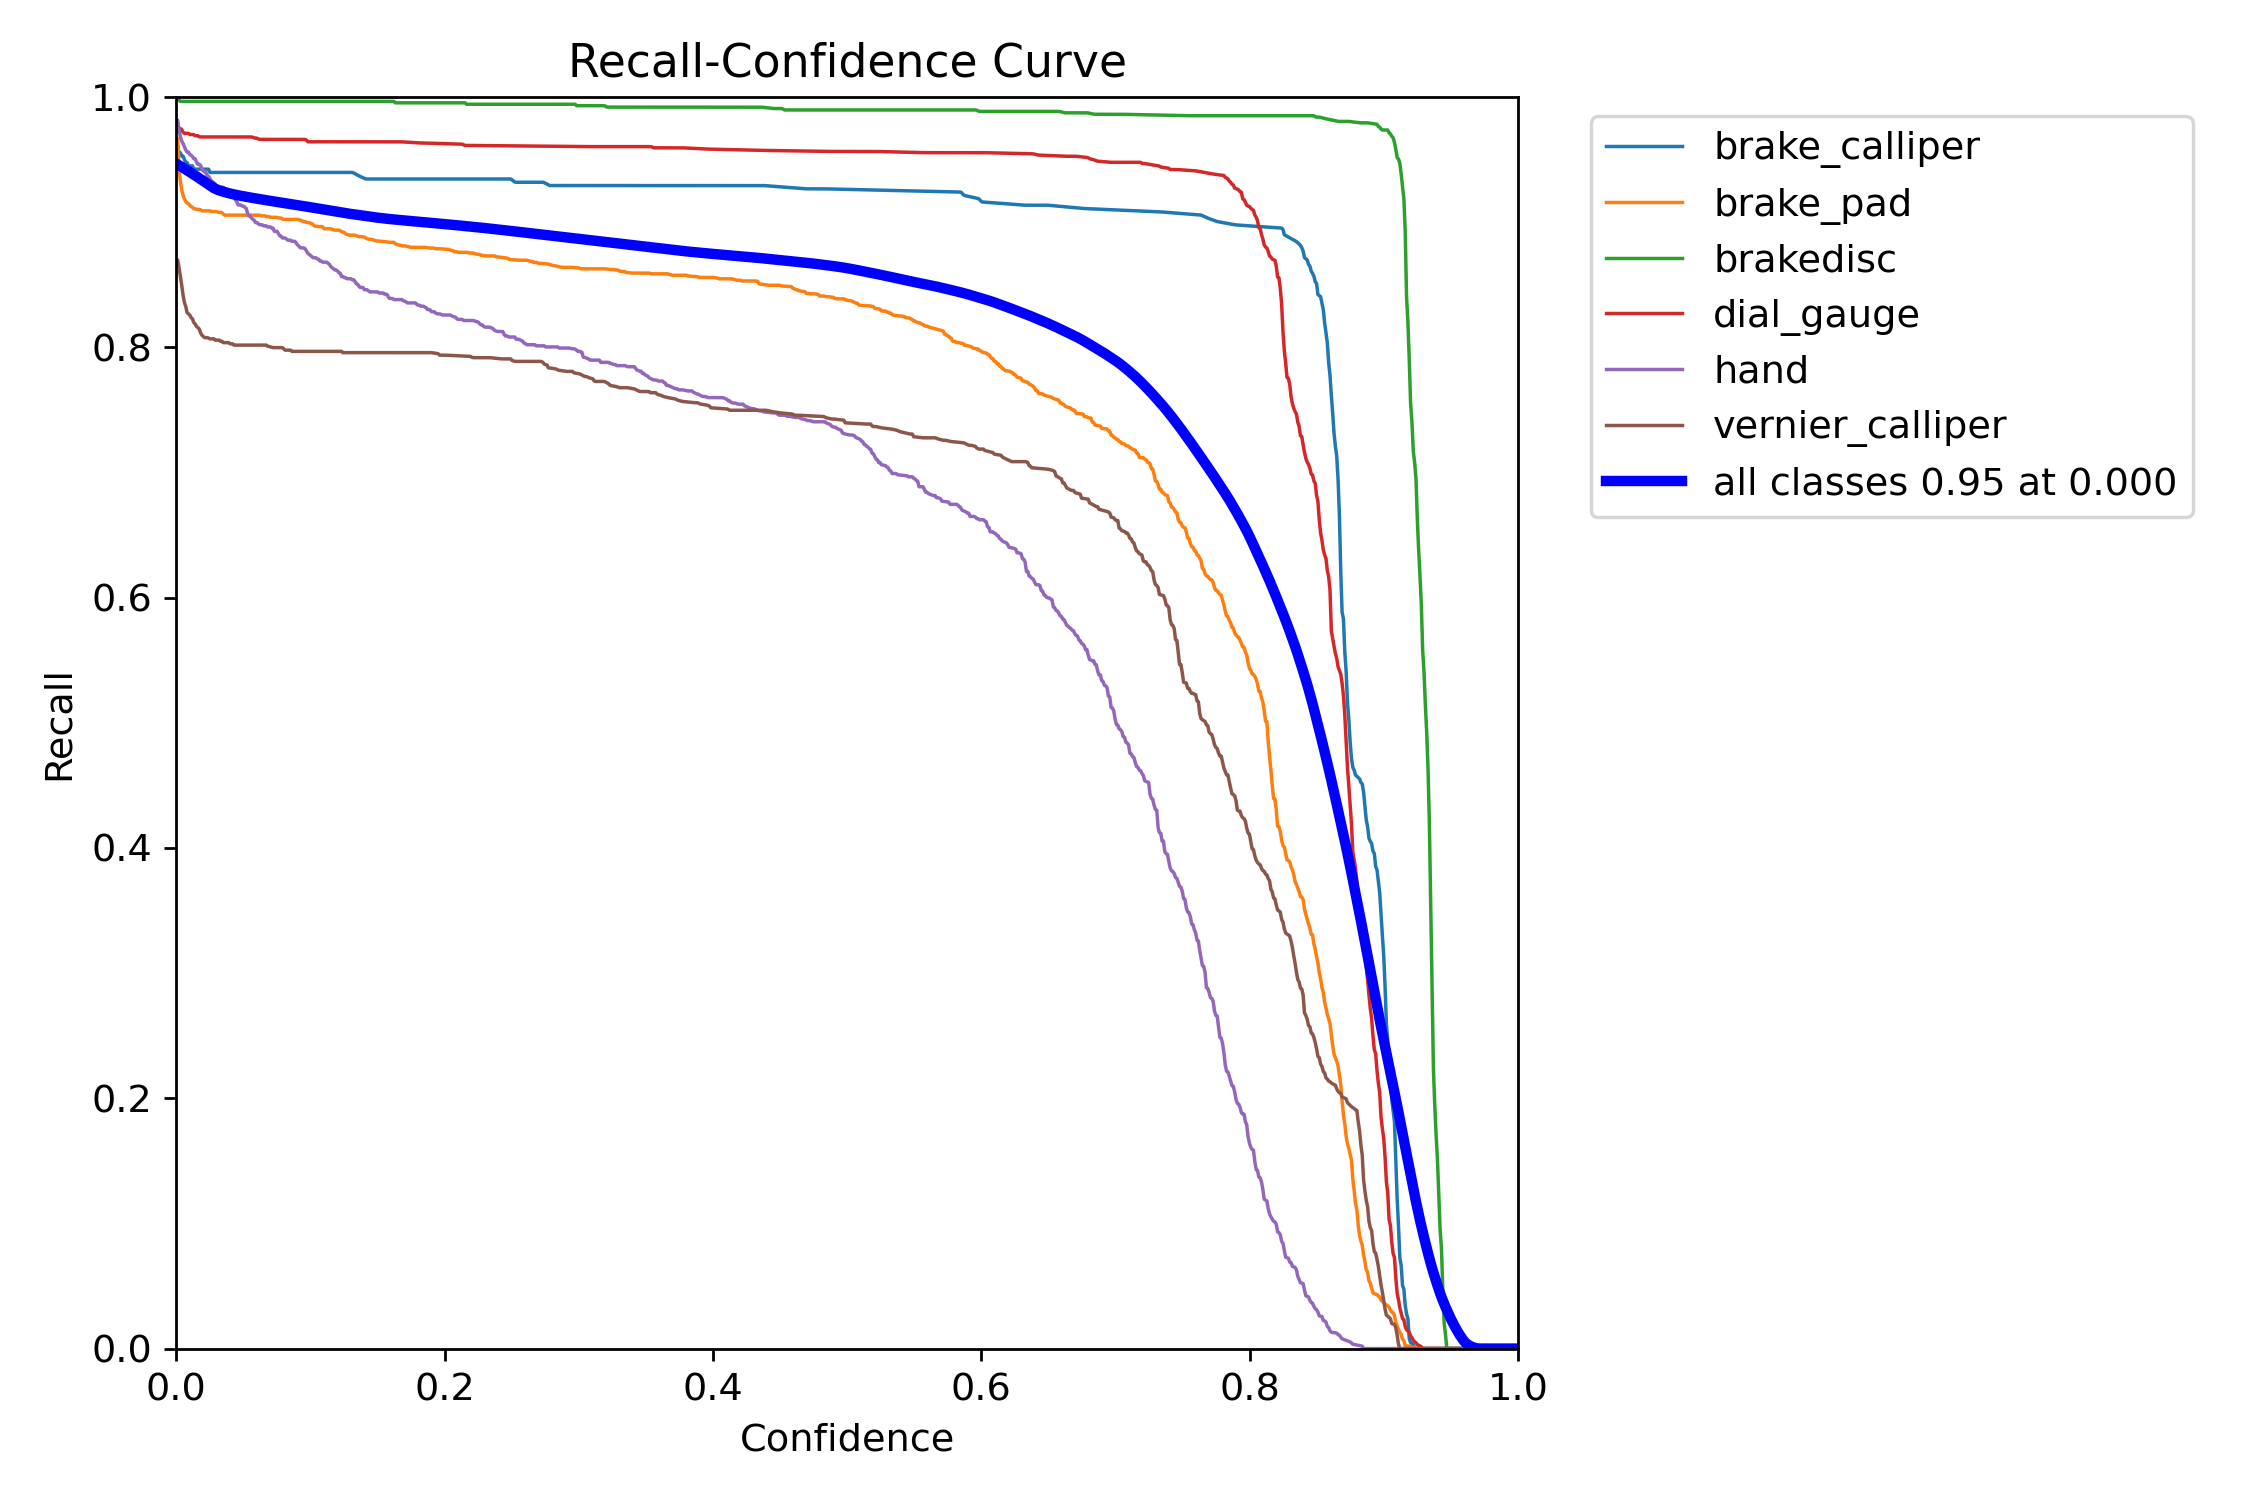 Recall-Confidence Curve
1.0
0.8
0.6
0.4
0.2
0.0
Recall
0.0 0.2 0.4 0.6 0.8 1.0
Confidence
brake_calliper
brake_pad
brakedisc
dial_gauge
hand
vernier_calliper
all classes 0.95 at 0.000